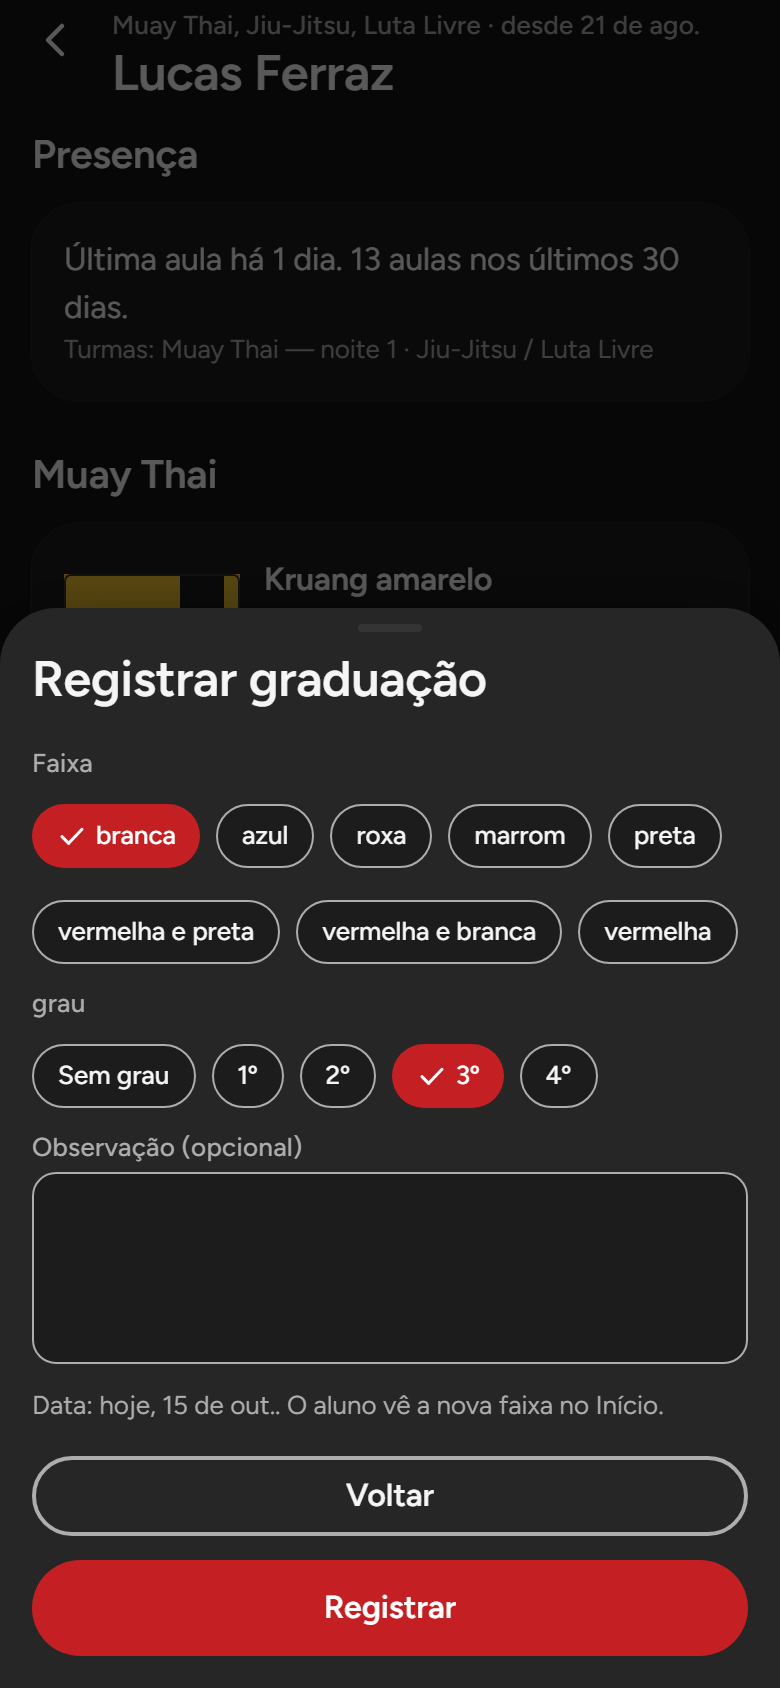 Muay Thai, Jiu-Jitsu, Luta Livre · desde 21 de ago.
Lucas Ferraz
Presença
Última aula há 1 dia. 13 aulas nos últimos 30
dias.
Turmas: Muay Thai — noite 1 · Jiu-Jitsu / Luta Livre
Muay Thai
Kruang amarelo
Registrar graduação
Faixa
branca azul roxa marrom preta
vermelha e preta vermelha e branca vermelha
grau
Sem grau 1º 2º 3º 4º
Observação (opcional)
Data: hoje, 15 de out.. O aluno vê a nova faixa no Início.
Voltar
Registrar